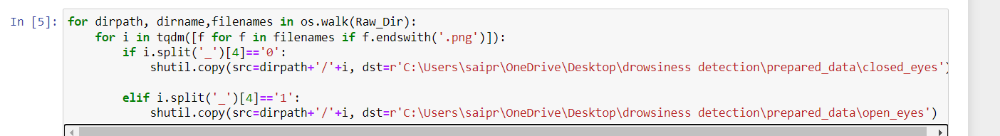 In [5]: for dirpath, dirname,filenames in os.walk(Raw_Dir):
    for i in tqdm([f for f in filenames if f.endswith('.png')]):
        if i.split('_')[4]=='0':
            shutil.copy(src=dirpath+'/'+i, dst=r'C:\Users\saipr\OneDrive\Desktop\drowsiness detection\prepared_data\closed_eyes')
        elif i.split('_')[4]=='1':
            shutil.copy(src=dirpath+'/'+i, dst=r'C:\Users\saipr\OneDrive\Desktop\drowsiness detection\prepared_data\open_eyes')